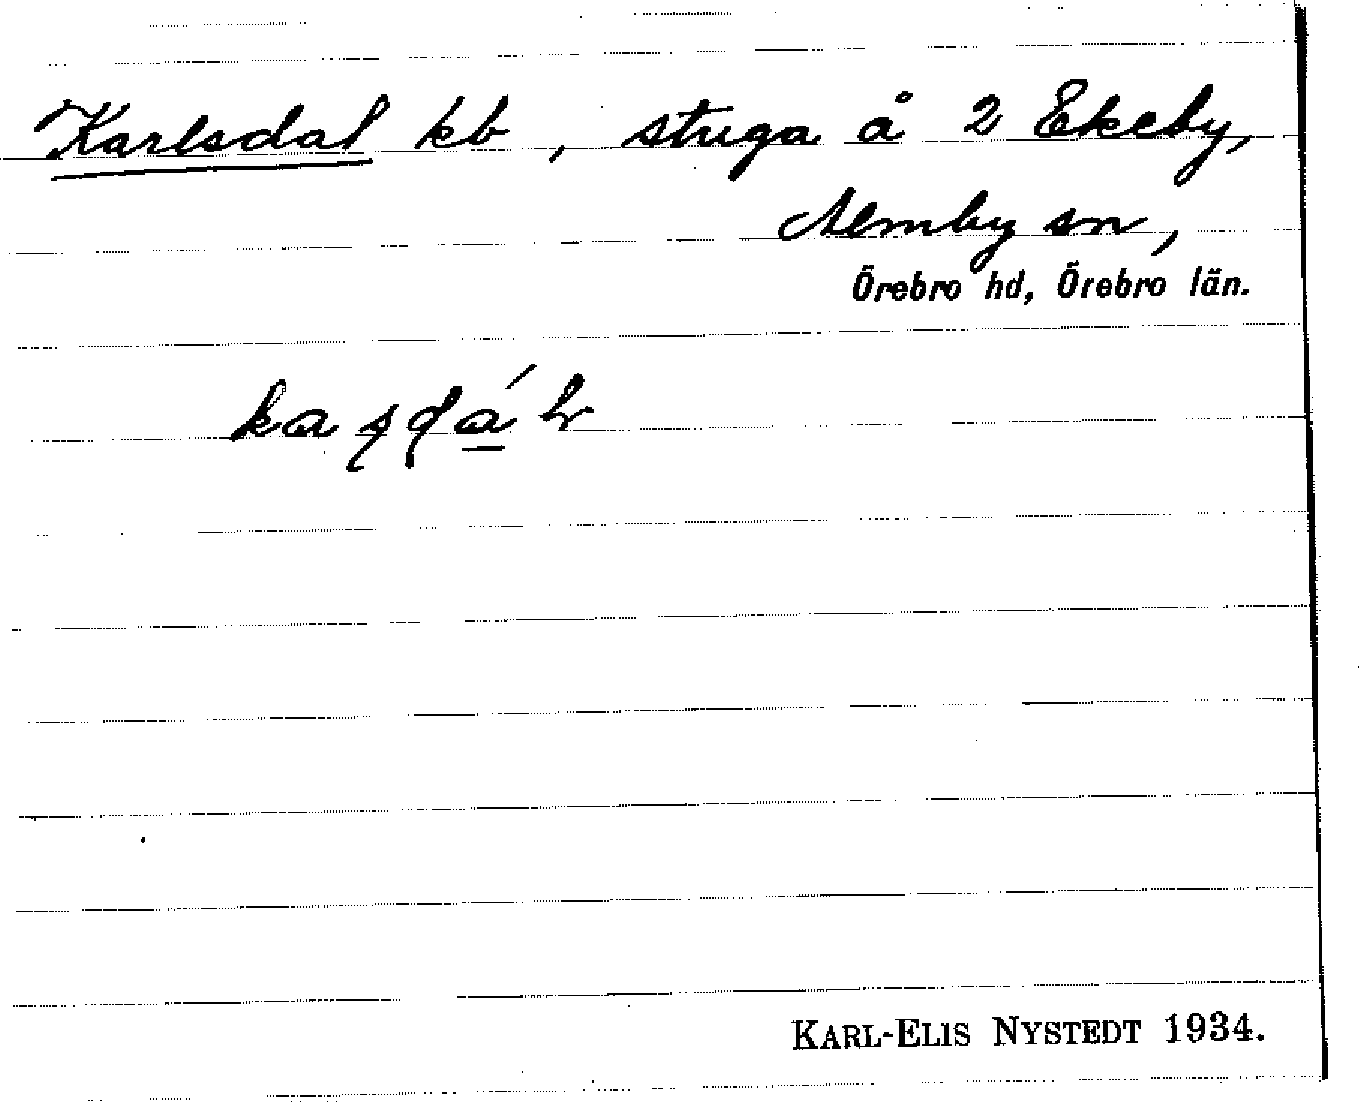 Karlsdal kb, stuga å 2 Ekeby,
Almby sn,
Örebro hd, Örebro län.
KARL-ELIS NYSTEDT 1934.